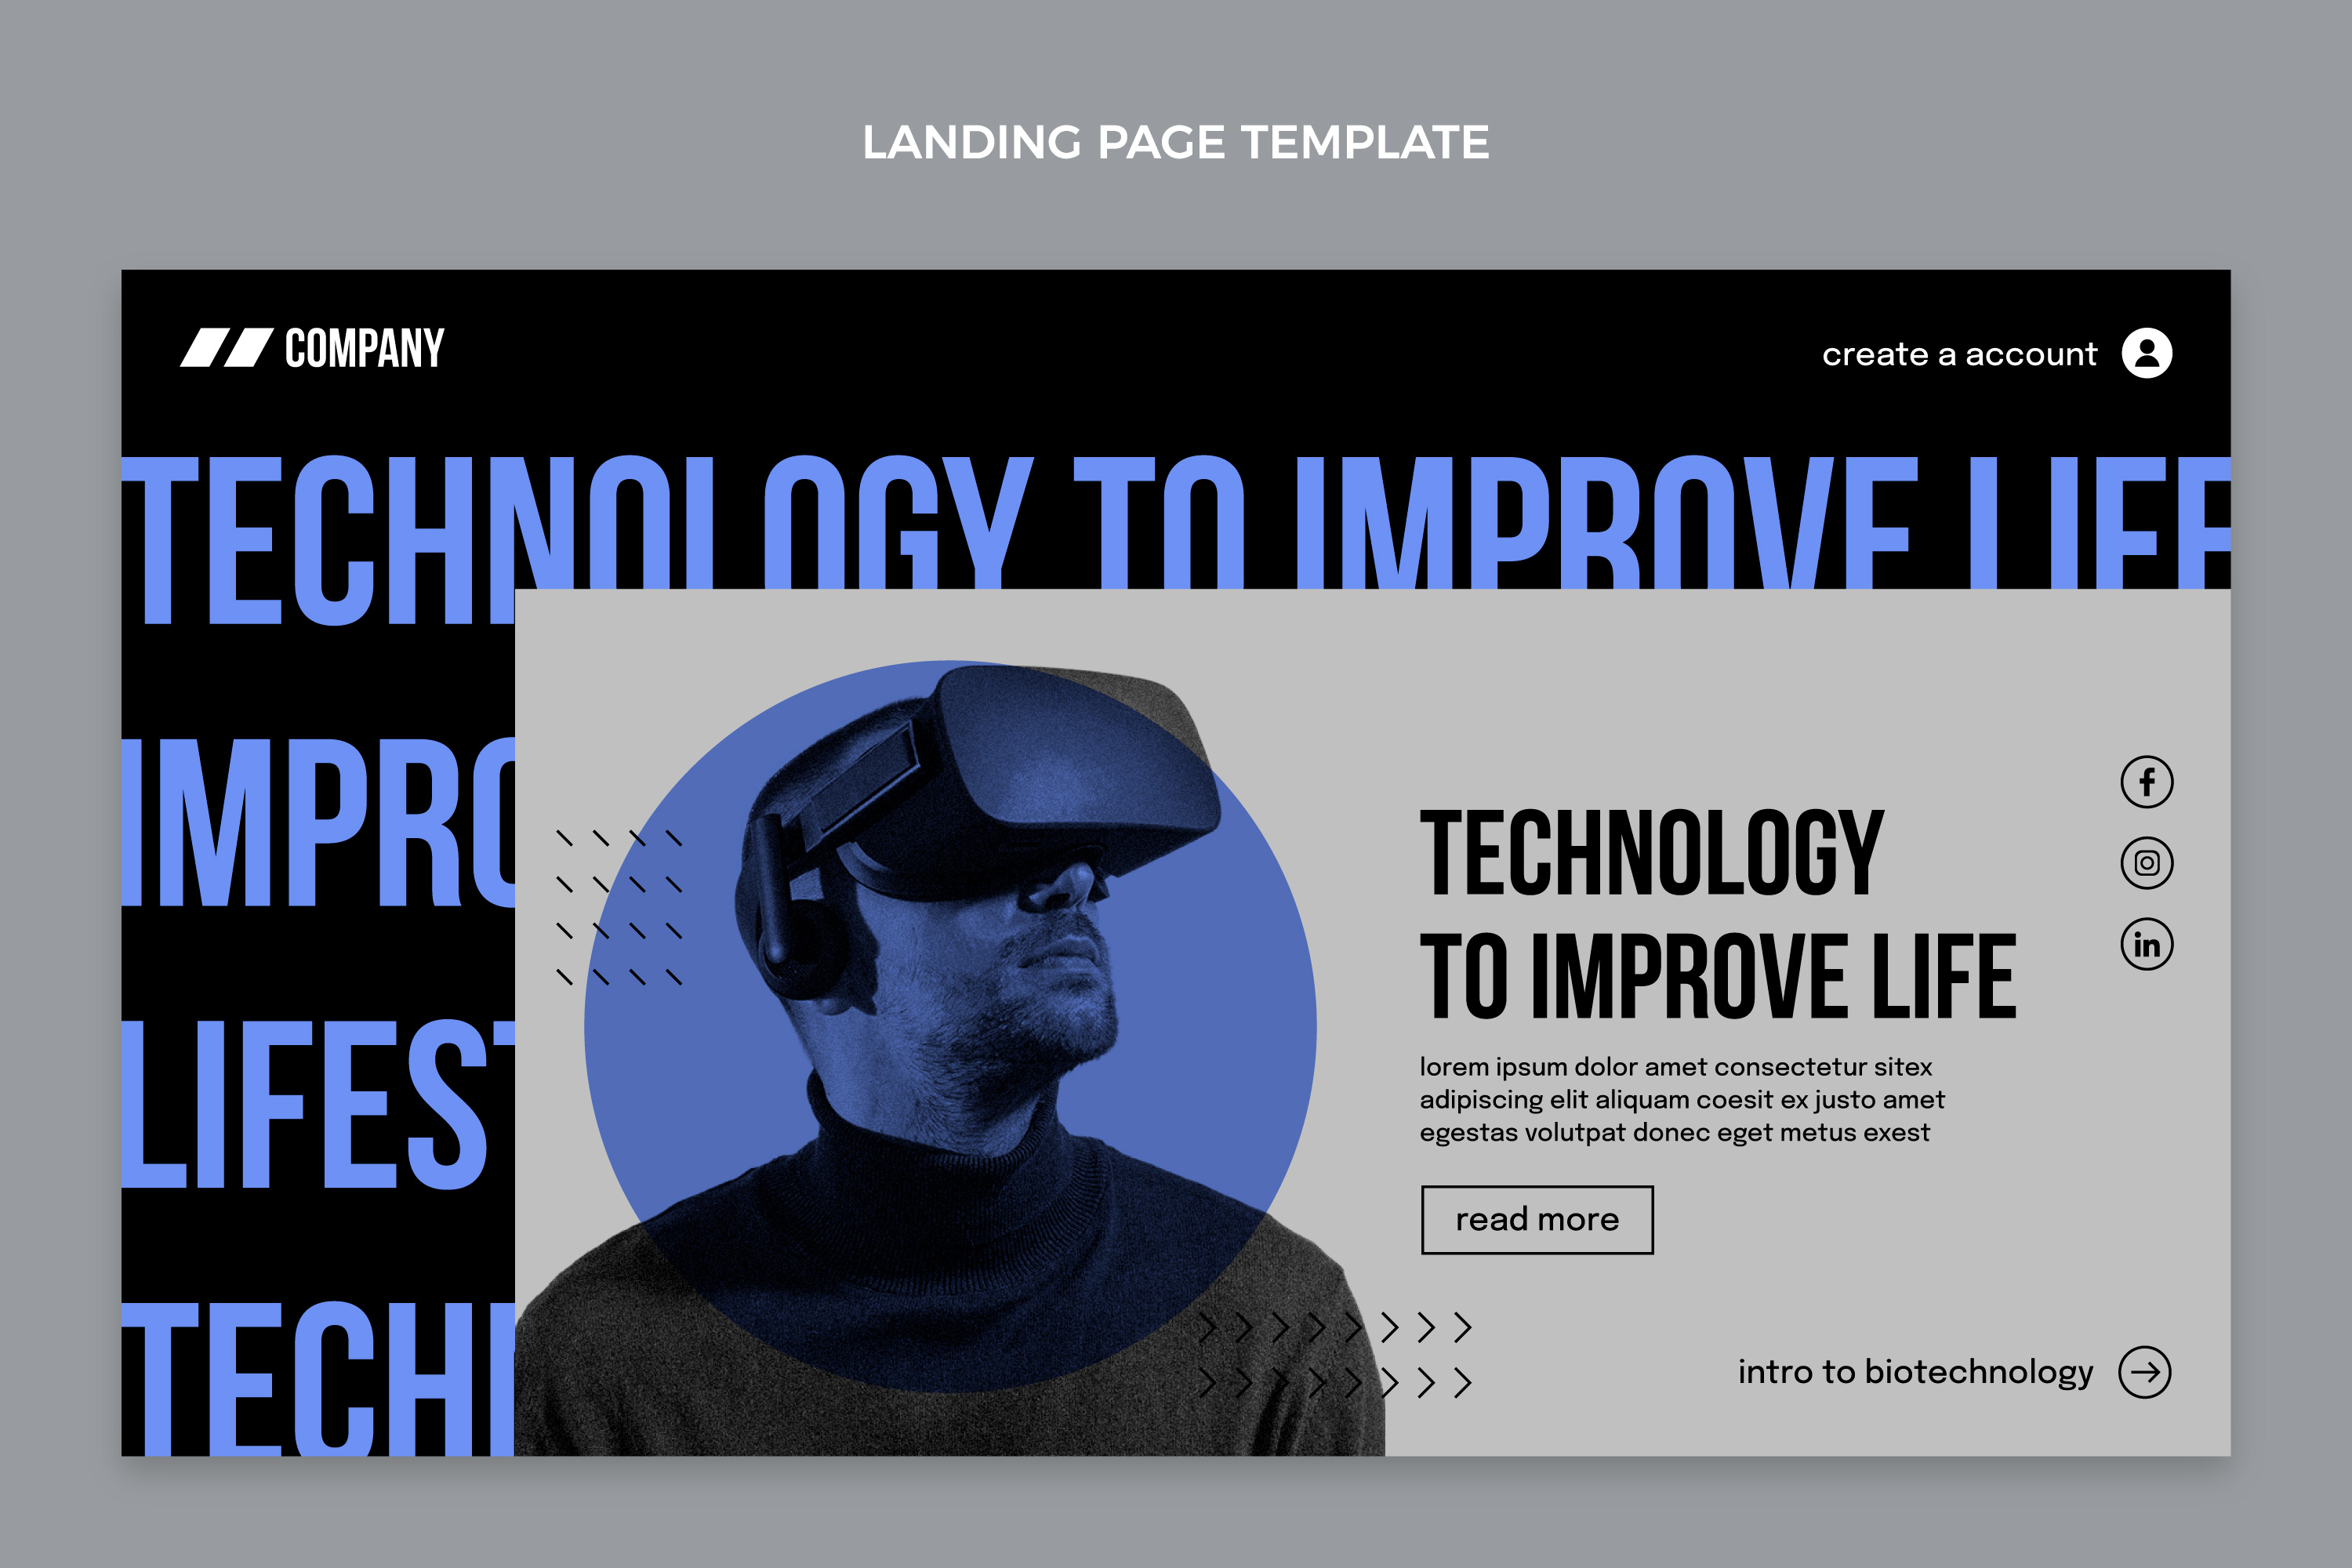 LANDING PAGE TEMPLATE
COMPANY
create a account
TECHNOLOGY TO IMPROVE LIFE
IMPRO
LIFEST
TECH
TECHNOLOGY
TO IMPROVE LIFE
lorem ipsum dolor amet consectetur sitex
adipiscing elit aliquam coesit ex justo amet
egestas volutpat donec eget metus exest
read more
intro to biotechnology
f
in